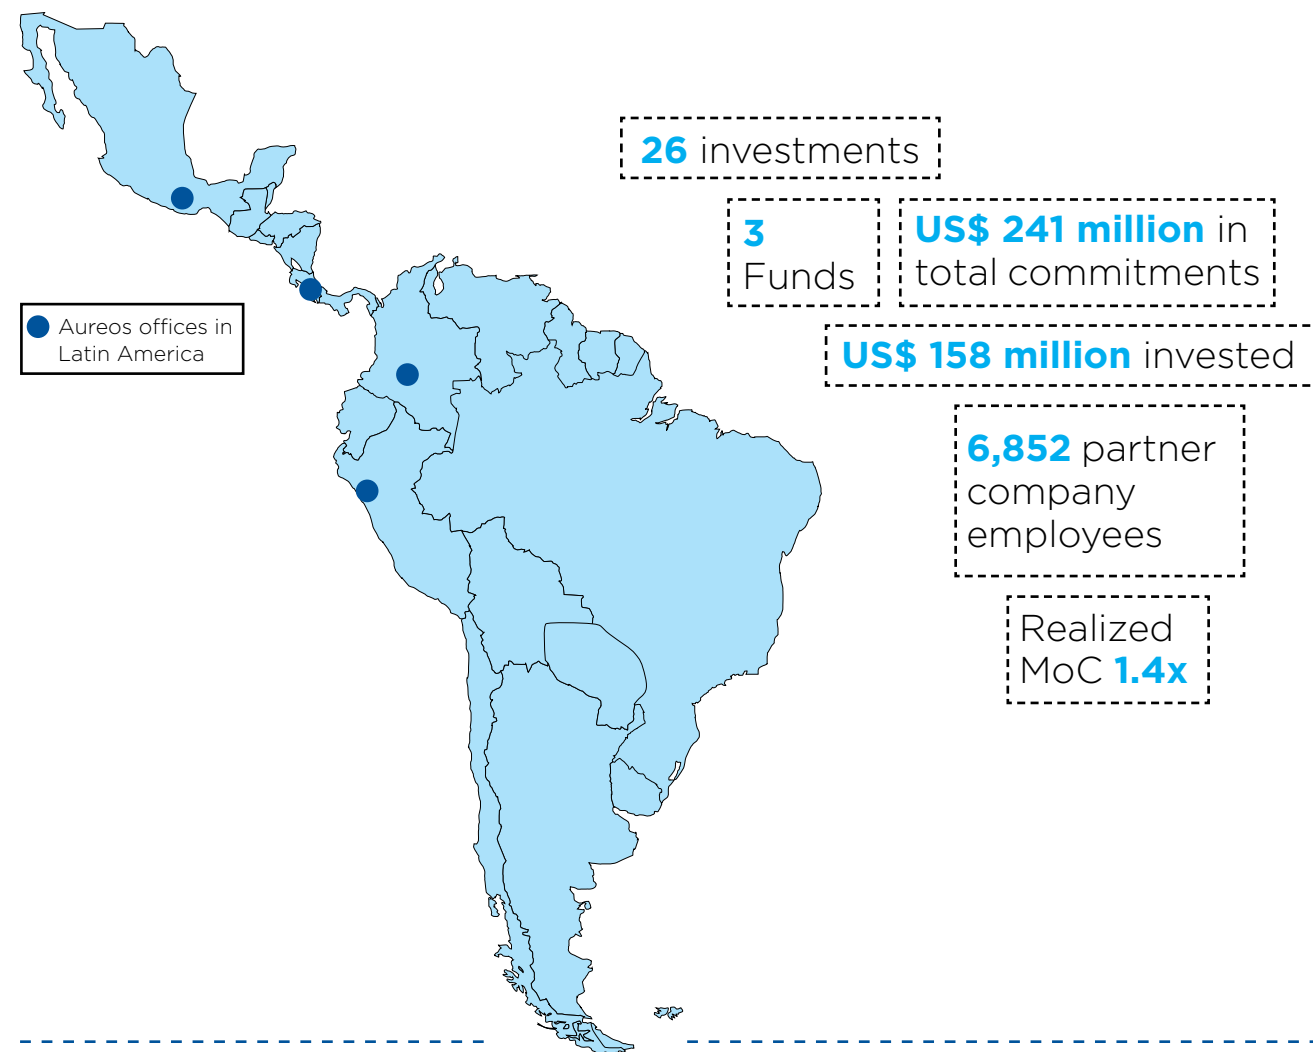 26 investments
3
Funds
US$ 241 million in
total commitments
Aureos offices in
Latin America
US$ 158 million invested
6,852 partner
company
employees
Realized
MoC 1.4x